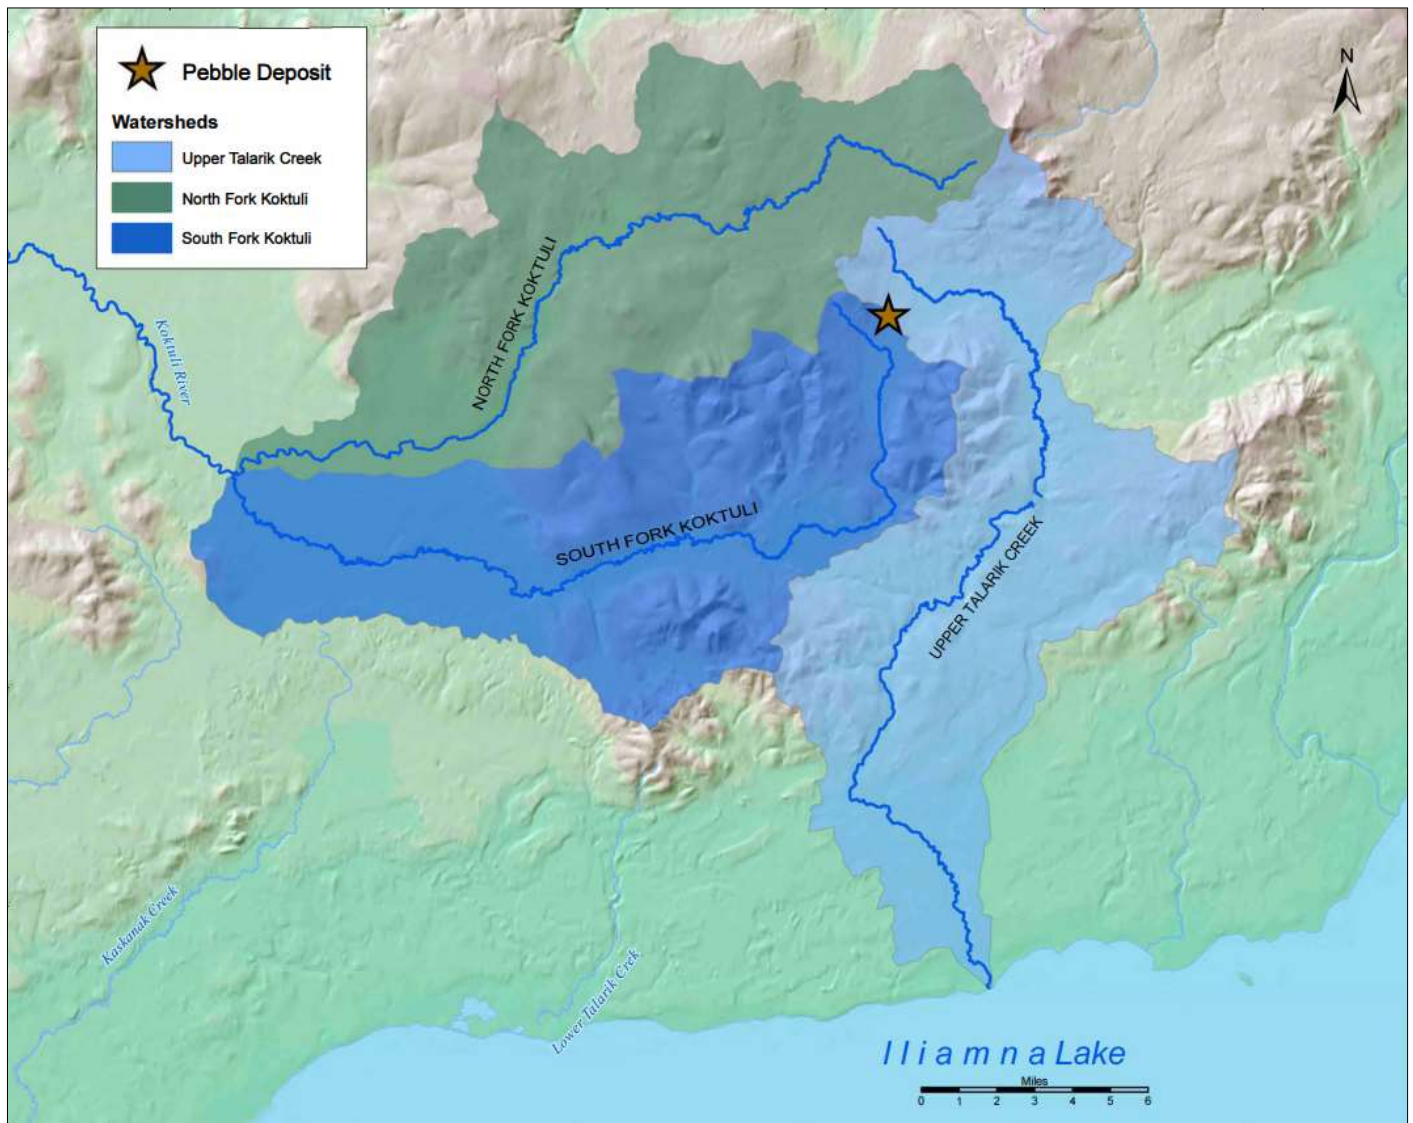 Pebble Deposit
Watersheds
Upper Talarik Creek
North Fork Koktuli
South Fork Koktuli
N
Koktuli River
NORTH FORK KOKTULI
SOUTH FORK KOKTULI
UPPER TALARIK CREEK
Kaskanak Creek
Lower Talarik Crek
Iliamna Lake
Miles
0 1 2 3 4 5 6